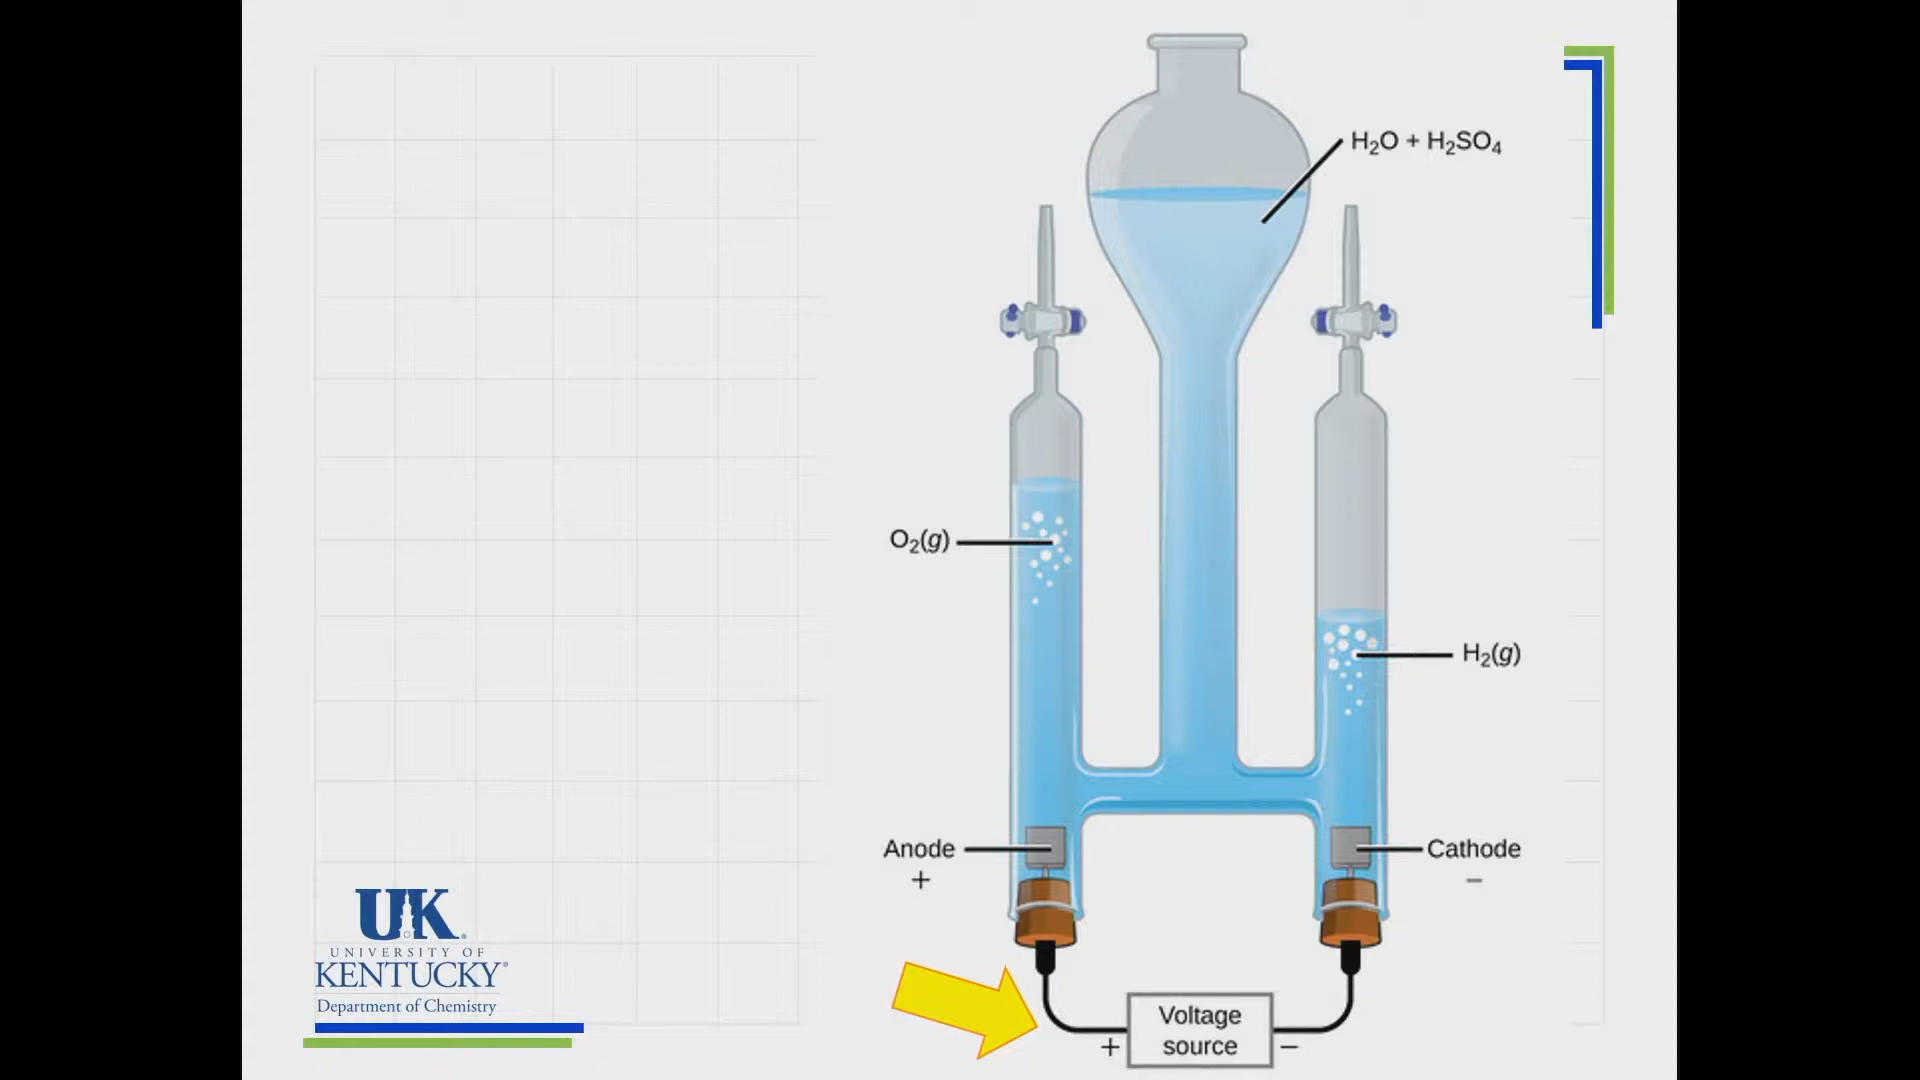 H₂O + H₂SO₄
O₂(g)
H₂(g)
Anode
+
Cathode
−
Voltage
source
+
−
UK®
UNIVERSITY OF
KENTUCKY®
Department of Chemistry